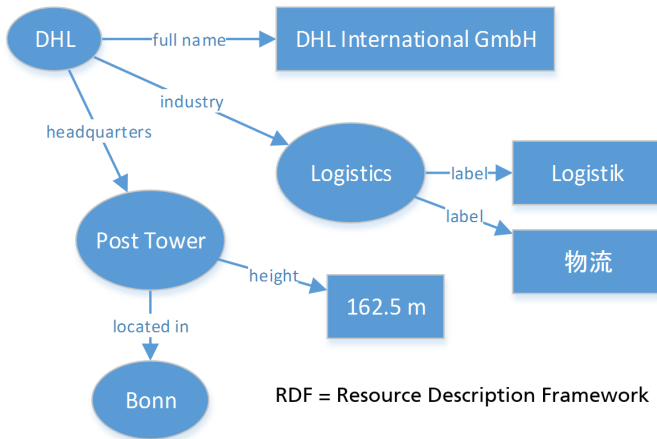 DHL
full name
DHL International GmbH
industry
headquarters
Logistics
label
Logistik
label
物流
Post Tower
height
162.5 m
located in
Bonn
RDF = Resource Description Framework